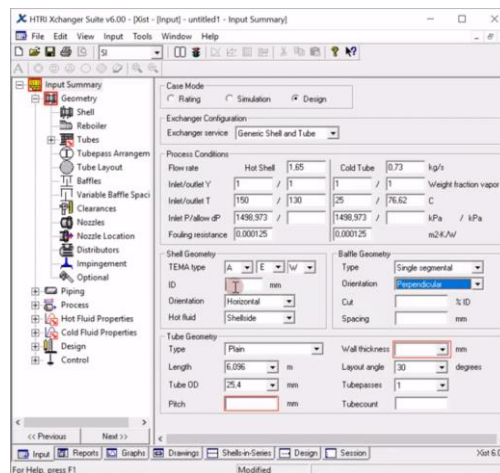 HTRI Xchanger Suite v6.00 - [Xist - [Input] - untitled1 - Input Summary]
File Edit View Input Tools Window Help
SI
Input Summary
Geometry
Shell
Reboiler
Tubes
Tubepass Arrangem
Tube Layout
Baffles
Variable Baffle Spaci
Clearances
Nozzles
Nozzle Location
Distributors
Impingement
Optional
Piping
Process
Hot Fluid Properties
Cold Fluid Properties
Design
Control
<< Previous Next >>
Case Mode
Rating Simulation Design
Exchanger Configuration
Exchanger service Generic Shell and Tube
Process Conditions
Flow rate Hot Shell 1,65 Cold Tube 0,73 kg/s
Inlet/outlet Y 1 / 1 1 / 1 Weight fraction vapor
Inlet/outlet T 150 / 130 25 / 76,62 C
Inlet P/allow dP 1498,973 / 1498,973 / kPa / kPa
Fouling resistance 0,000125 0,000125 m2-K/W
Shell Geometry
TEMA type A E W
ID mm
Orientation Horizontal
Hot fluid Shellside
Baffle Geometry
Type Single segmental
Orientation Perpendicular
Cut % ID
Spacing mm
Tube Geometry
Type Plain
Length 6,096 m
Tube OD 25,4 mm
Pitch mm
Wall thickness mm
Layout angle 30 degrees
Tubepasses 1
Tubecount
Input Reports Graphs Drawings Shells-in-Series Design Session Xist 6.0
For Help, press F1 Modified